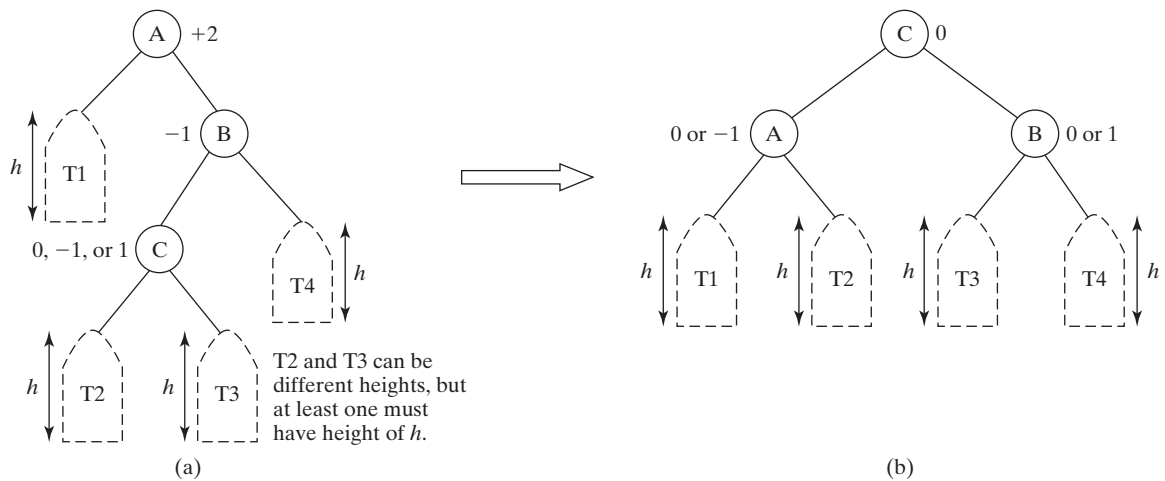 A +2
C 0
−1 B
0 or −1 A
B 0 or 1
h T1
0, −1, or 1 C
T4 h
h T1
h T2
h T3
T4 h
h T2
h T3
T2 and T3 can be
different heights, but
at least one must
have height of h.
(a)
(b)